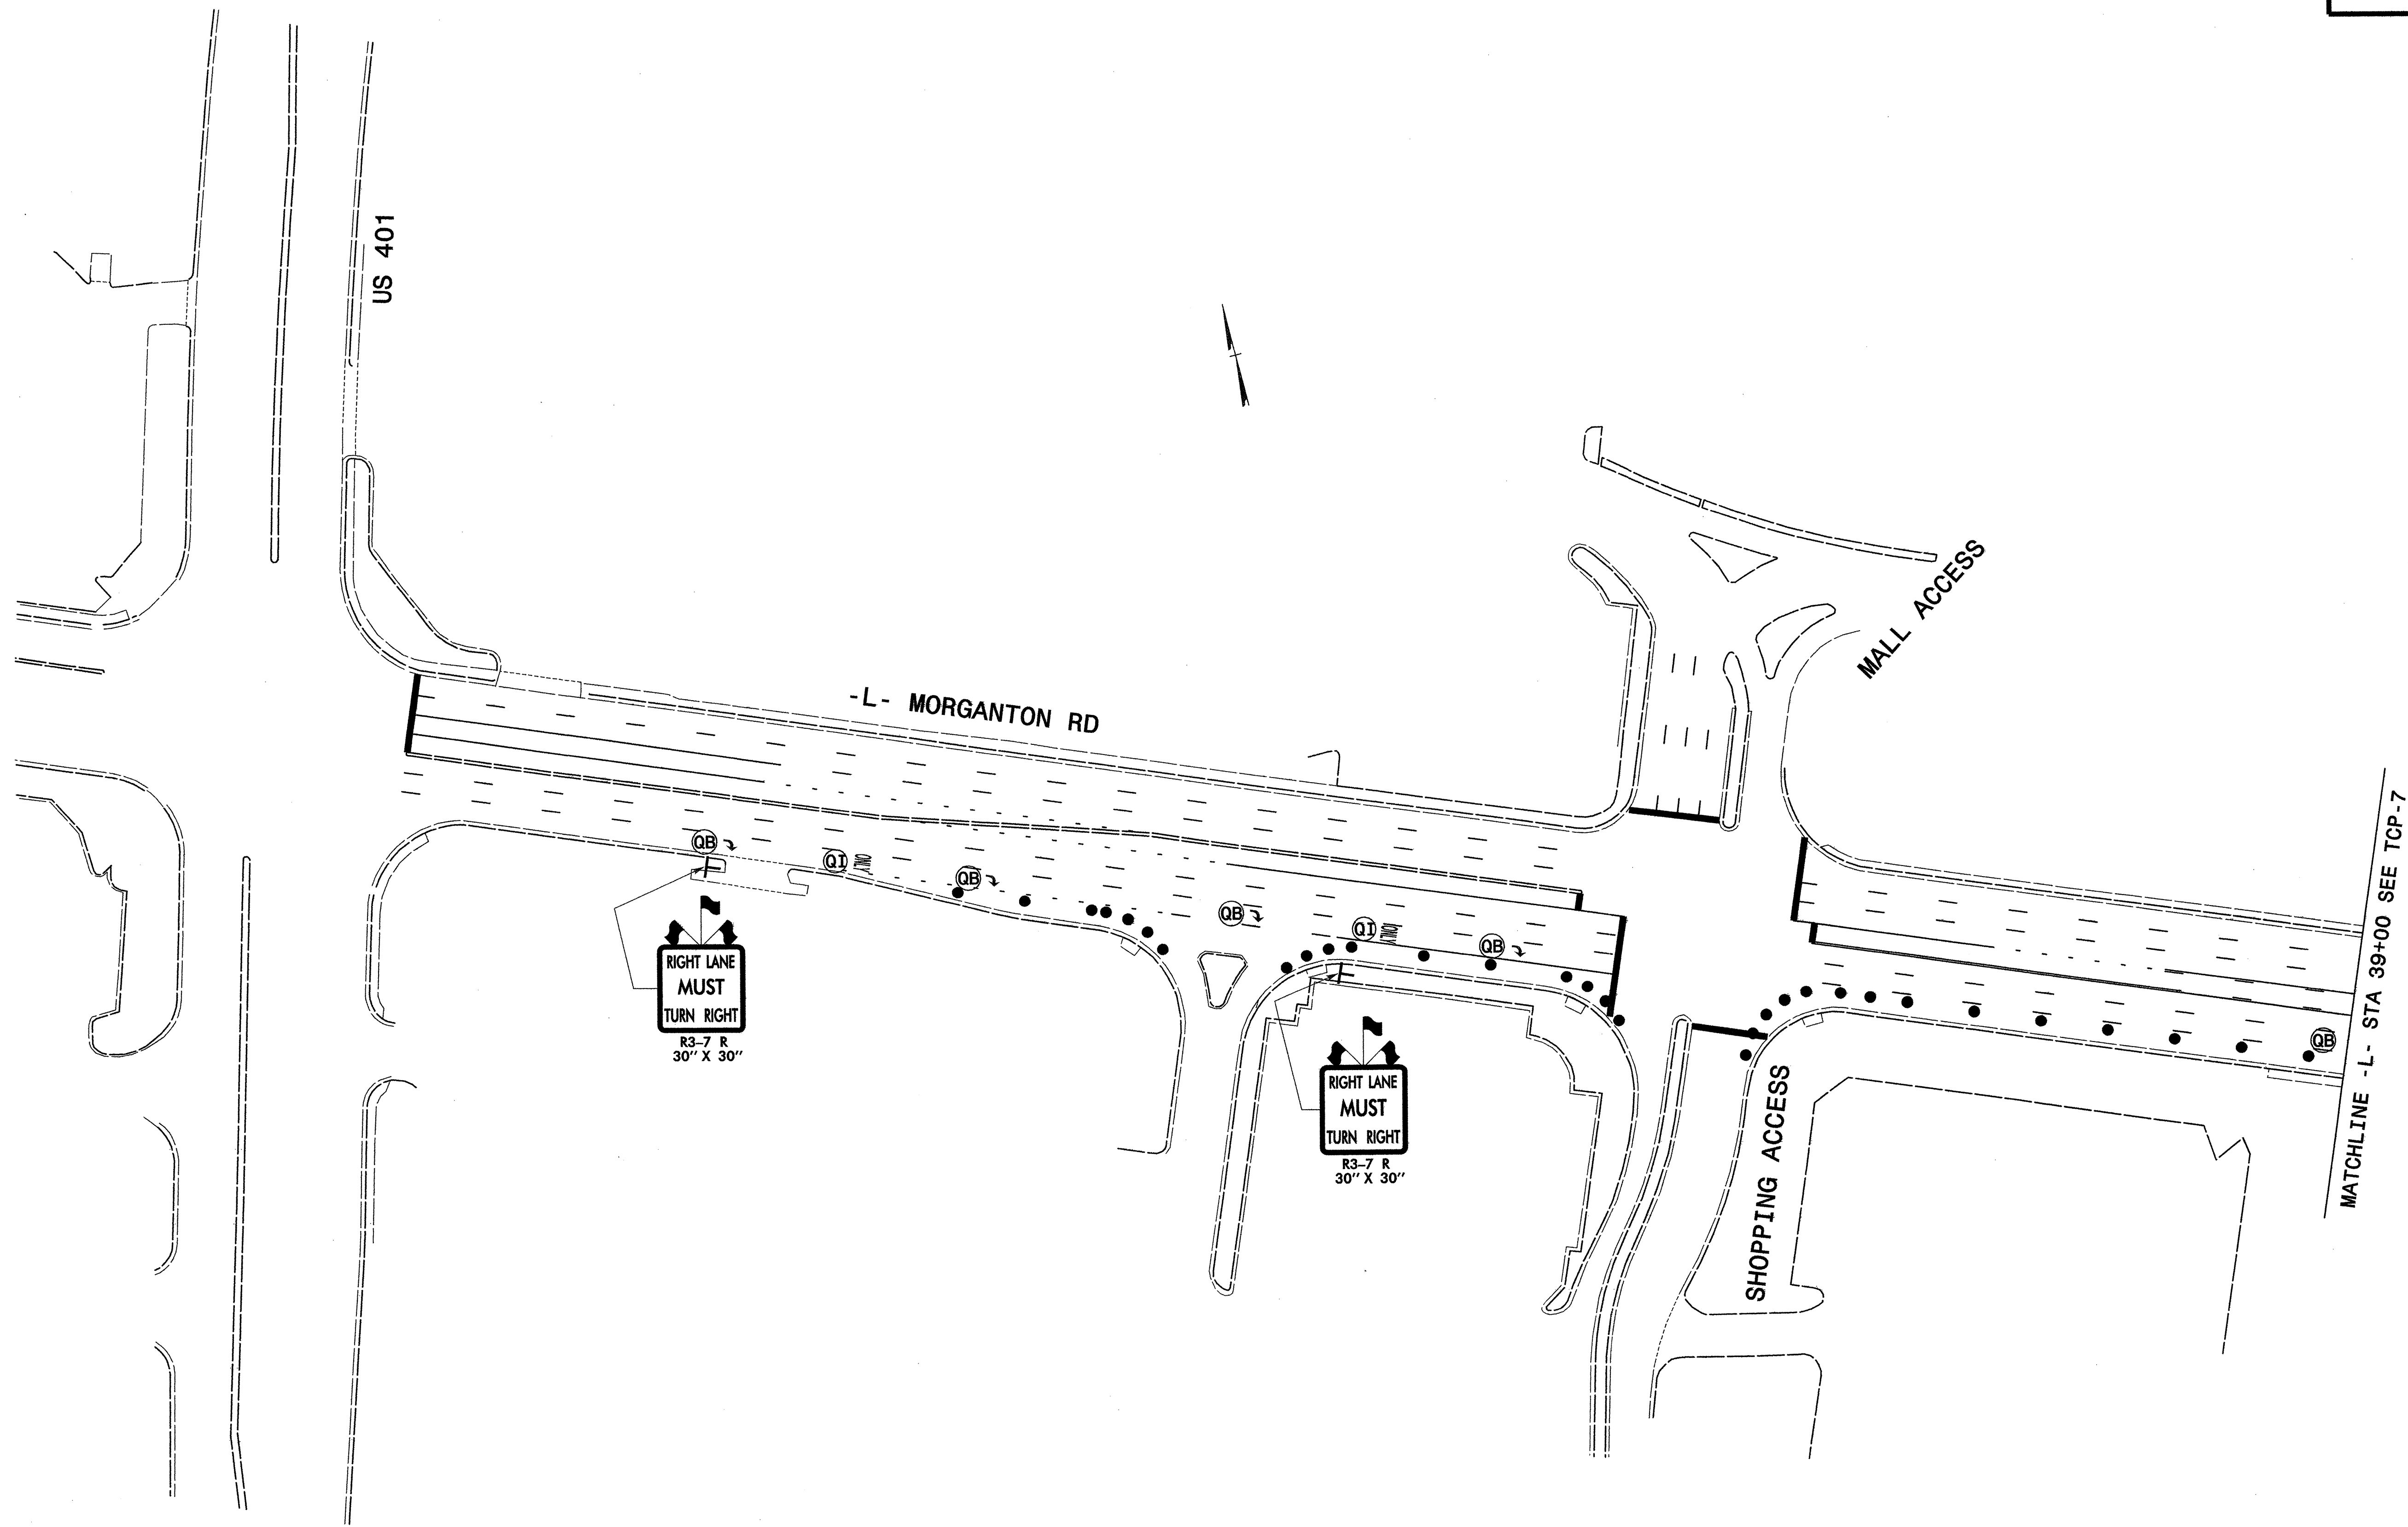 US 401
-L- MORGANTON RD
MALL ACCESS
QB
QI
ONLY
QB
QB
QI
ONLY
QB
RIGHT LANE
MUST
TURN RIGHT
R3-7 R
30" X 30"
RIGHT LANE
MUST
TURN RIGHT
R3-7 R
30" X 30"
SHOPPING ACCESS
QB
MATCHLINE -L- STA 39+00 SEE TCP-7